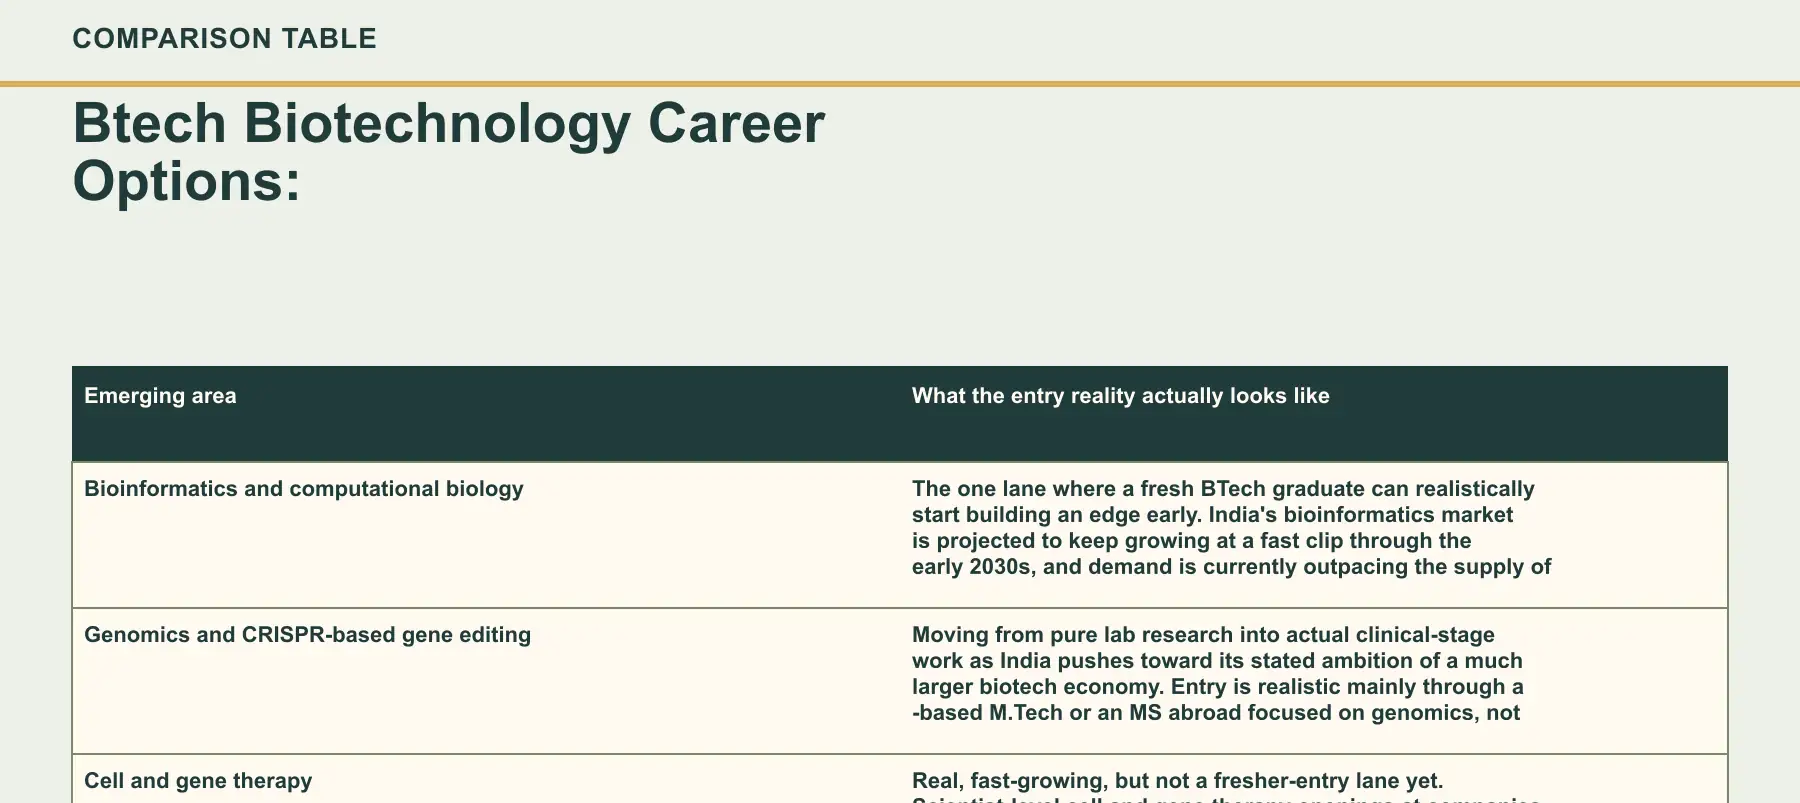 COMPARISON TABLE
Btech Biotechnology Career
Options:
Emerging area
What the entry reality actually looks like
Bioinformatics and computational biology
The one lane where a fresh BTech graduate can realistically
start building an edge early. India's bioinformatics market
is projected to keep growing at a fast clip through the
early 2030s, and demand is currently outpacing the supply of
Genomics and CRISPR-based gene editing
Moving from pure lab research into actual clinical-stage
work as India pushes toward its stated ambition of a much
larger biotech economy. Entry is realistic mainly through a
-based M.Tech or an MS abroad focused on genomics, not
Cell and gene therapy
Real, fast-growing, but not a fresher-entry lane yet.